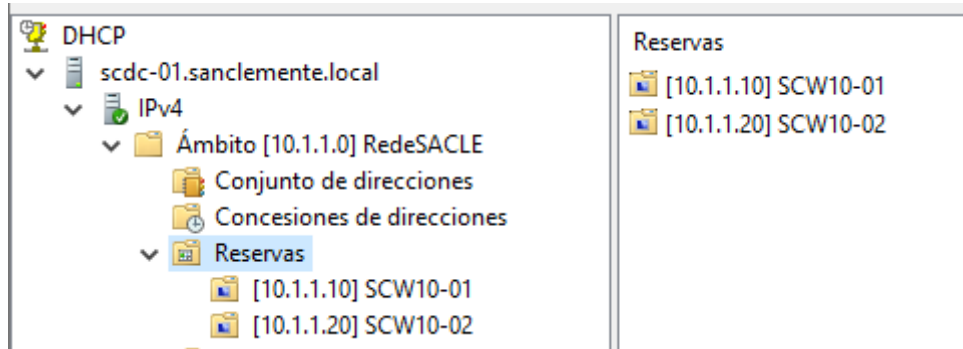 DHCP
scdc-01.sanclemente.local
IPv4
Ámbito [10.1.1.0] RedeSACLE
Conjunto de direcciones
Concesiones de direcciones
Reservas
[10.1.1.10] SCW10-01
[10.1.1.20] SCW10-02
Reservas
[10.1.1.10] SCW10-01
[10.1.1.20] SCW10-02